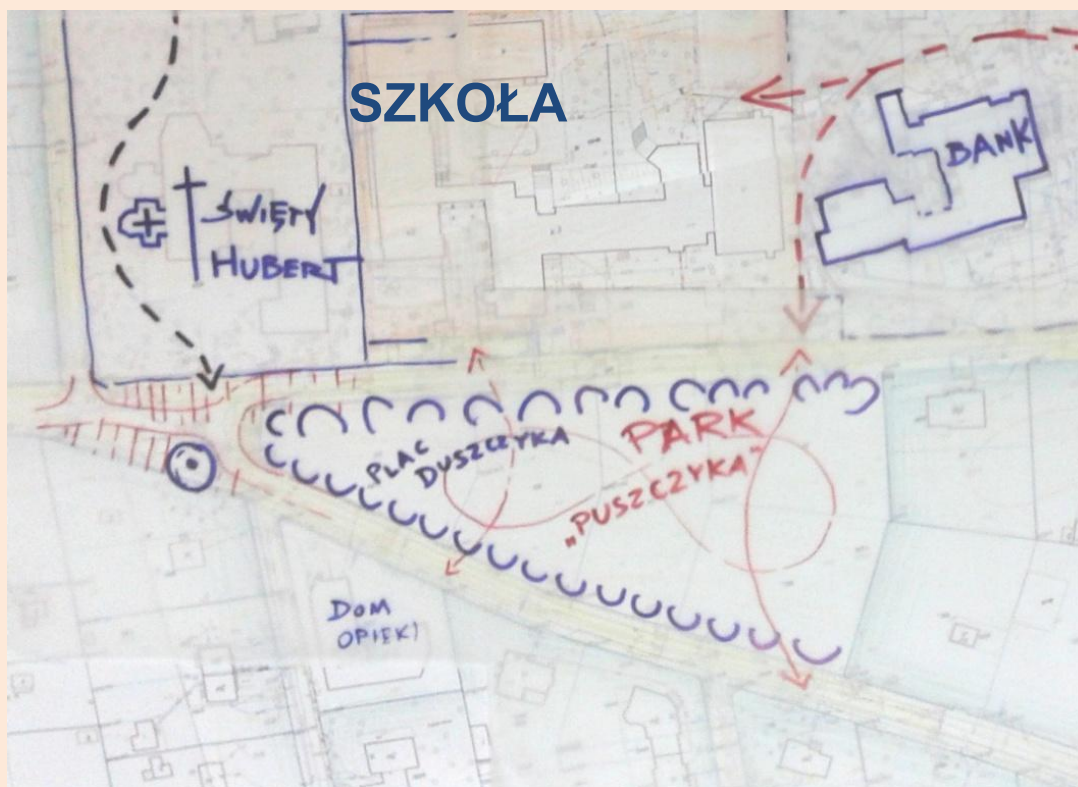 SZKOŁA
BANK
ŚWIĘTY
HUBERT
PARK
„PUSZCZYKA"
PLAC
DUSZCZYKA
DOM
OPIEKI